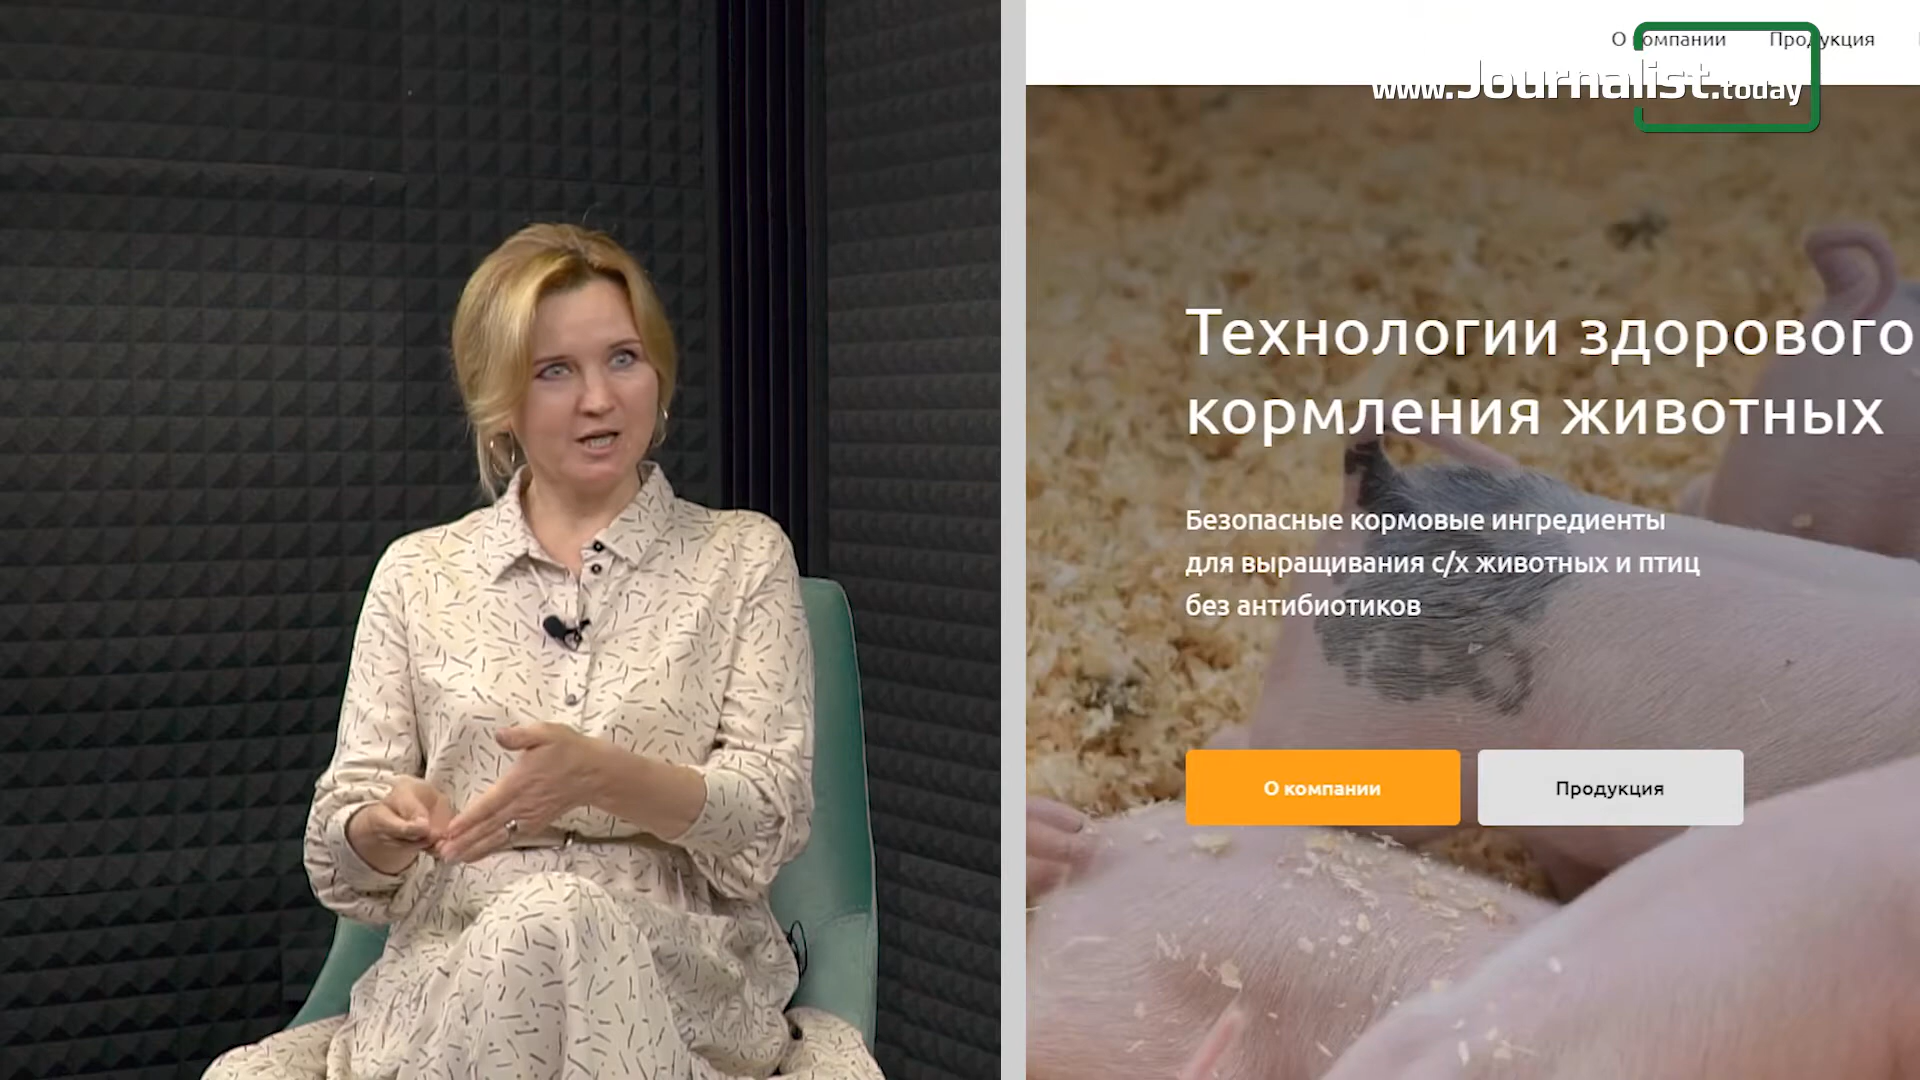 О компании Продукция
www.Journalist.today
Технологии здорового
кормления животных
Безопасные кормовые ингредиенты
для выращивания с/х животных и птиц
без антибиотиков
О компании
Продукция